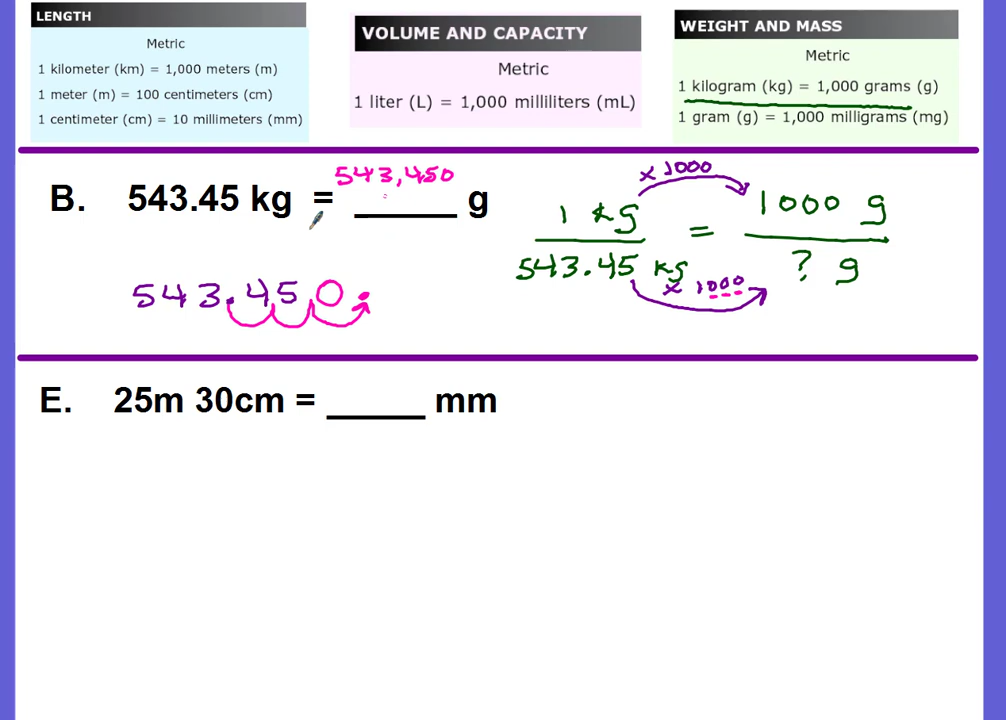 LENGTH
Metric
1 kilometer (km) = 1,000 meters (m)
1 meter (m) = 100 centimeters (cm)
1 centimeter (cm) = 10 millimeters (mm)
VOLUME AND CAPACITY
Metric
1 liter (L) = 1,000 milliliters (mL)
WEIGHT AND MASS
Metric
1 kilogram (kg) = 1,000 grams (g)
1 gram (g) = 1,000 milligrams (mg)
543,450
B. 543.45 kg = _____ g
543.450.
x 1000
1 kg = 1000 g
543.45 kg ? g
x 1000
E. 25m 30cm = _____ mm